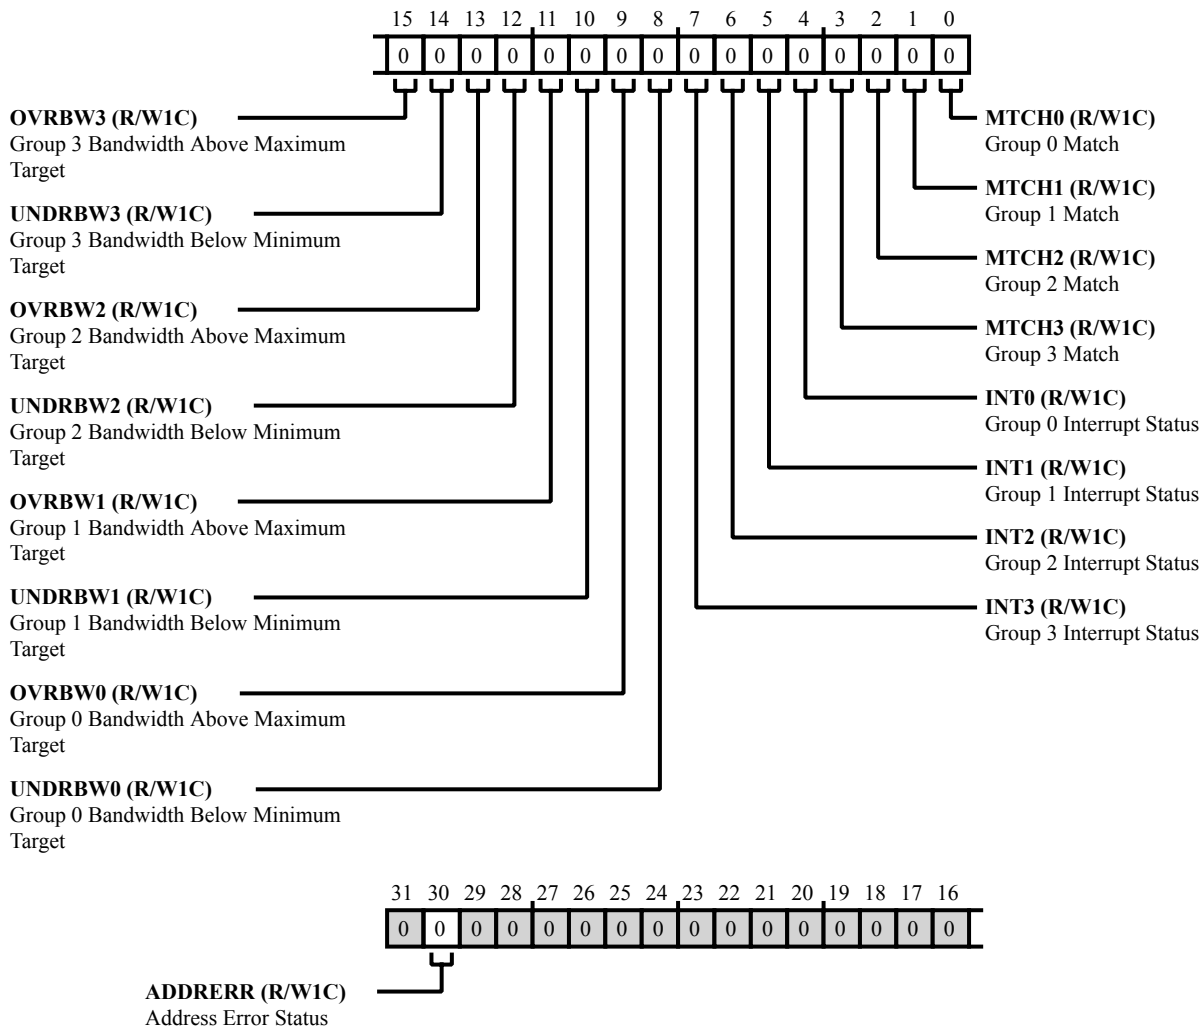 15 14 13 12 11 10 9 8 7 6 5 4 3 2 1 0
0 0 0 0 0 0 0 0 0 0 0 0 0 0 0 0
OVRBW3 (R/W1C)
Group 3 Bandwidth Above Maximum
Target
UNDRBW3 (R/W1C)
Group 3 Bandwidth Below Minimum
Target
OVRBW2 (R/W1C)
Group 2 Bandwidth Above Maximum
Target
UNDRBW2 (R/W1C)
Group 2 Bandwidth Below Minimum
Target
OVRBW1 (R/W1C)
Group 1 Bandwidth Above Maximum
Target
UNDRBW1 (R/W1C)
Group 1 Bandwidth Below Minimum
Target
OVRBW0 (R/W1C)
Group 0 Bandwidth Above Maximum
Target
UNDRBW0 (R/W1C)
Group 0 Bandwidth Below Minimum
Target
MTCH0 (R/W1C)
Group 0 Match
MTCH1 (R/W1C)
Group 1 Match
MTCH2 (R/W1C)
Group 2 Match
MTCH3 (R/W1C)
Group 3 Match
INT0 (R/W1C)
Group 0 Interrupt Status
INT1 (R/W1C)
Group 1 Interrupt Status
INT2 (R/W1C)
Group 2 Interrupt Status
INT3 (R/W1C)
Group 3 Interrupt Status
31 30 29 28 27 26 25 24 23 22 21 20 19 18 17 16
0 0 0 0 0 0 0 0 0 0 0 0 0 0 0 0
ADDRERR (R/W1C)
Address Error Status